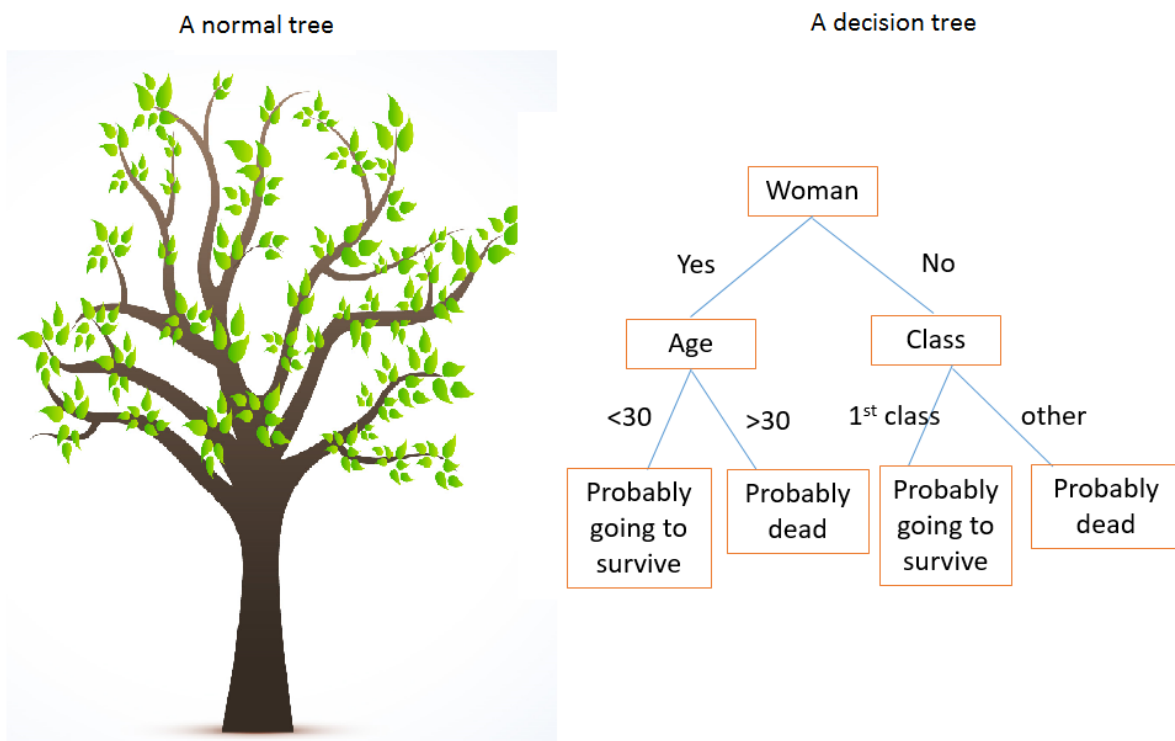 A normal tree
A decision tree
Woman
Yes
No
Age
Class
<30
>30
1st class
other
Probably
going to
survive
Probably
dead
Probably
going to
survive
Probably
dead